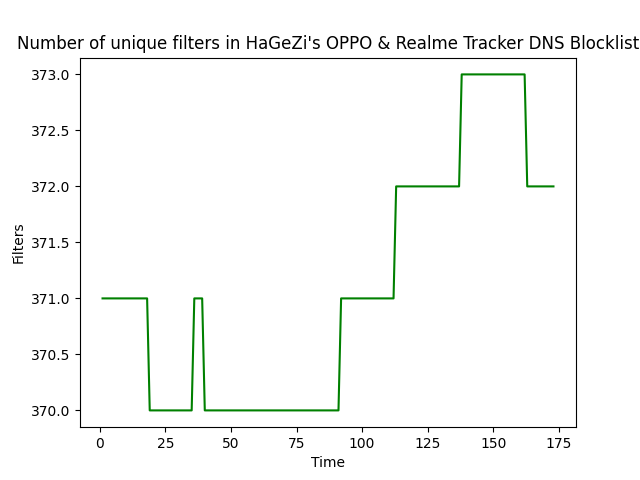 Number of unique filters in HaGeZi's OPPO & Realme Tracker DNS Blocklist
373.0
372.5
372.0
371.5
371.0
370.5
370.0
Filters
0 25 50 75 100 125 150 175
Time